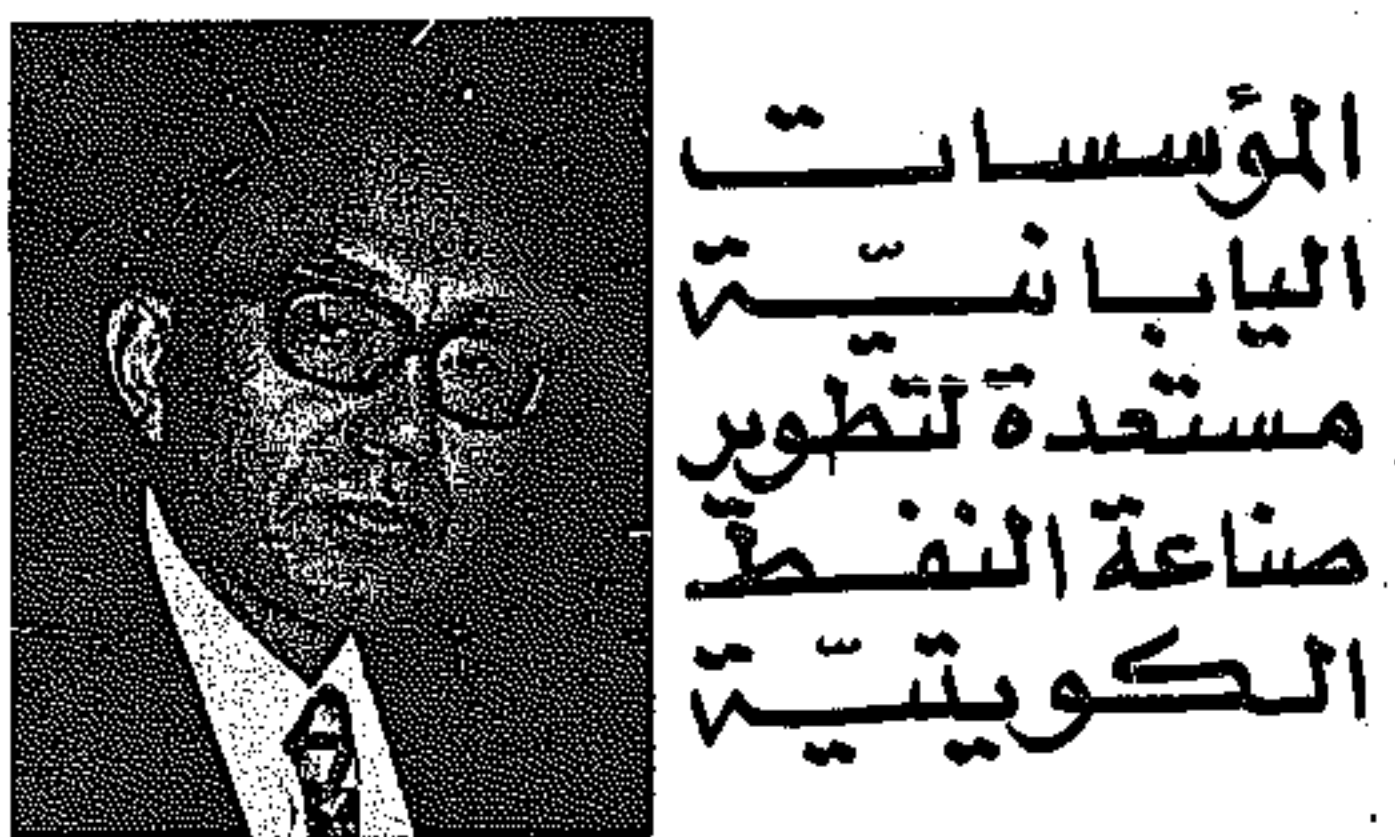 المؤسسات
اليابانيّة
مستعدة لتطوير
صناعة النفط
الكويتيّة